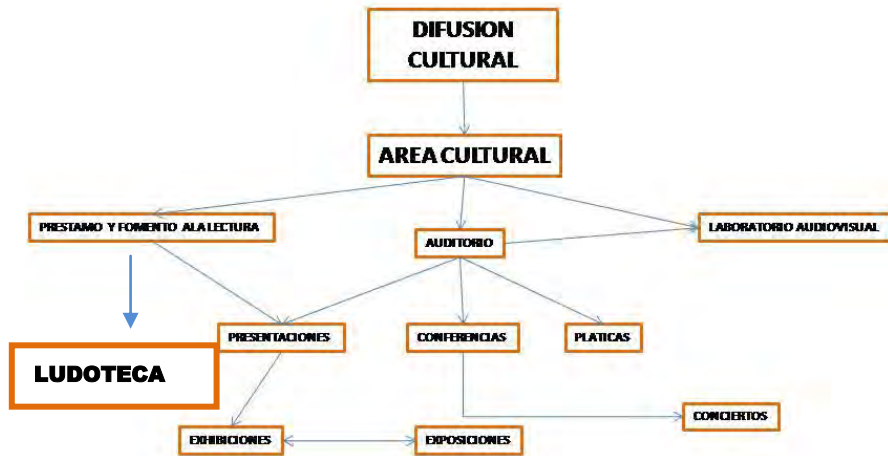 DIFUSION
CULTURAL
AREA CULTURAL
PRESTAMO Y FOMENTO ALA LECTURA
AUDITORIO
LABORATORIO AUDIOVISUAL
PRESENTACIONES
CONFERENCIAS
PLATICAS
LUDOTECA
CONCIERTOS
EXHIBICIONES
EXPOSICIONES